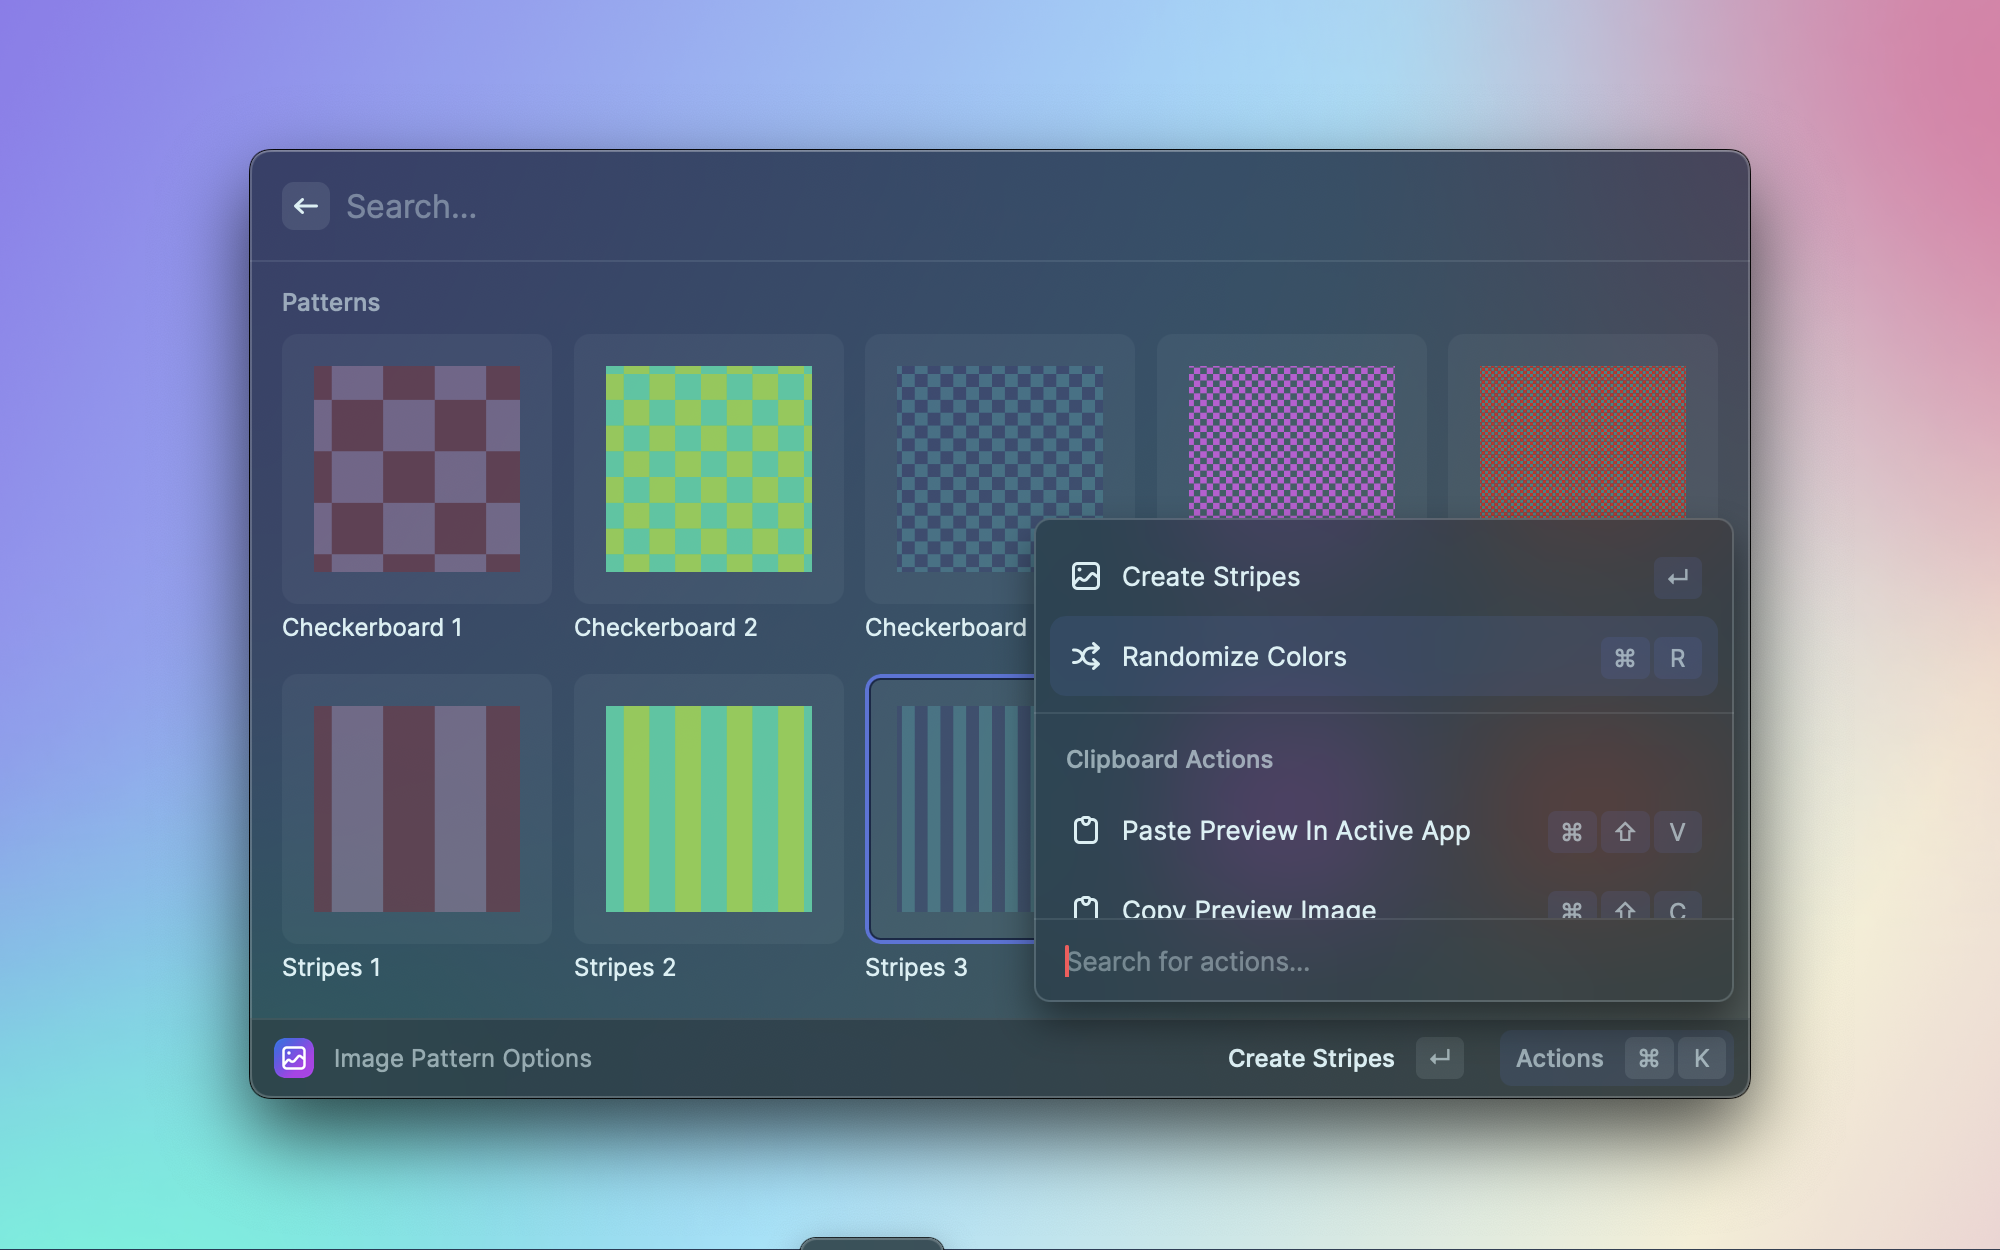 Search...
Patterns
Checkerboard 1
Checkerboard 2
Checkerboard
Stripes 1
Stripes 2
Stripes 3
Create Stripes
Randomize Colors ⌘ R
Clipboard Actions
Paste Preview In Active App ⌘ ⇧ V
Copy Preview Image ⌘ ⇧ C
Search for actions...
Image Pattern Options
Create Stripes
Actions ⌘ K